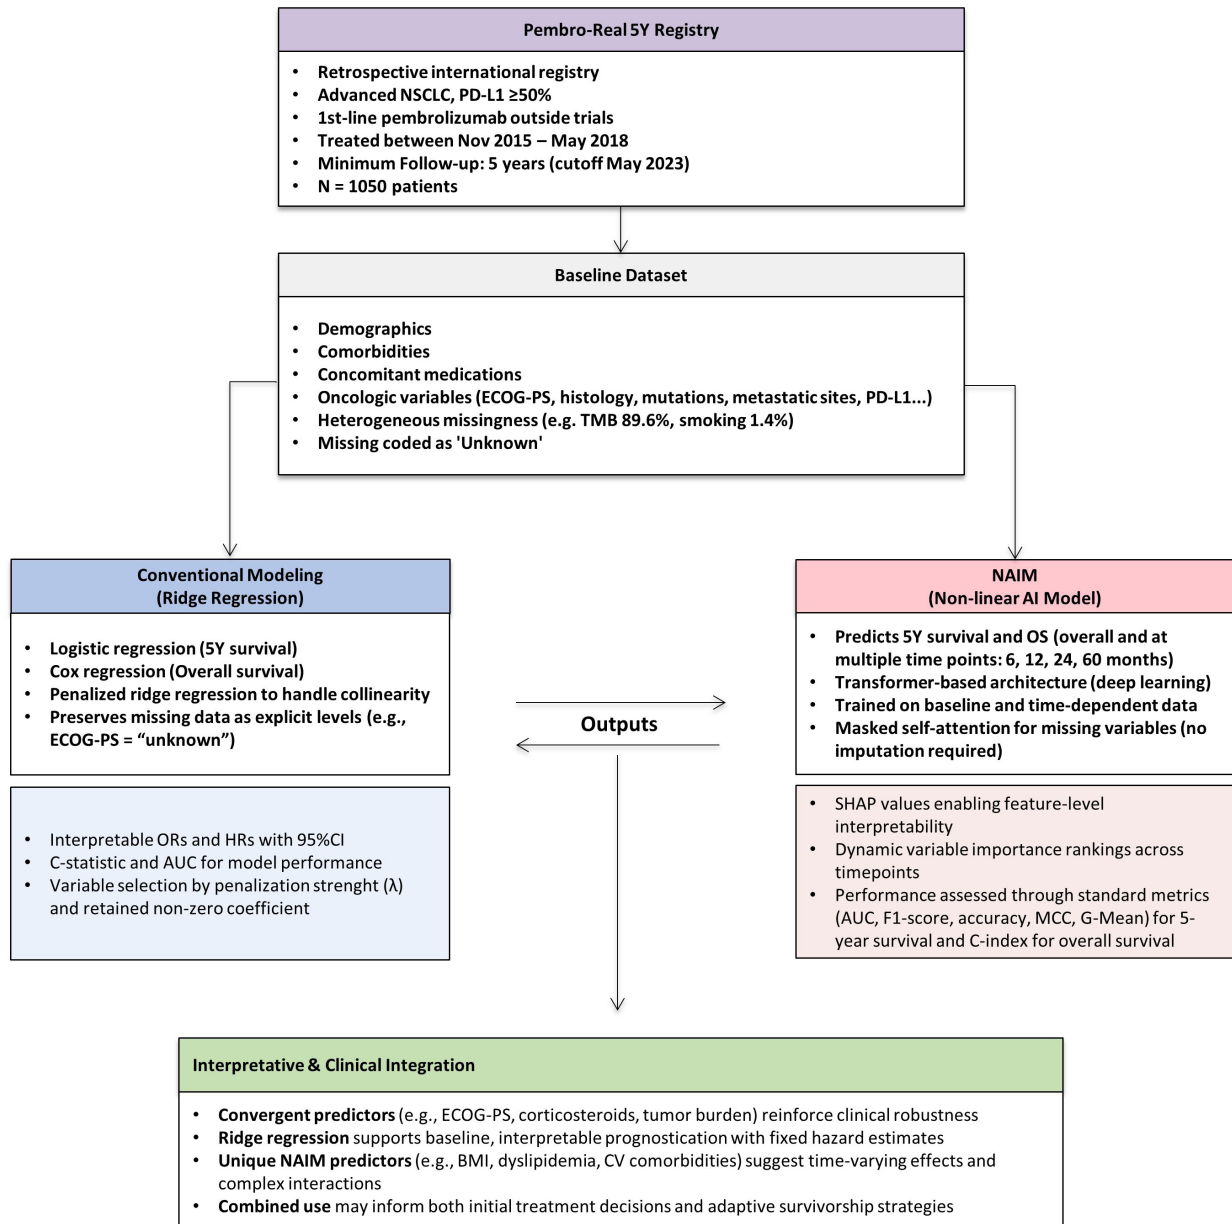 Pembro-Real 5Y Registry
• Retrospective international registry
• Advanced NSCLC, PD-L1 ≥50%
• 1st-line pembrolizumab outside trials
• Treated between Nov 2015 – May 2018
• Minimum Follow-up: 5 years (cutoff May 2023)
• N = 1050 patients
Baseline Dataset
• Demographics
• Comorbidities
• Concomitant medications
• Oncologic variables (ECOG-PS, histology, mutations, metastatic sites, PD-L1...)
• Heterogeneous missingness (e.g. TMB 89.6%, smoking 1.4%)
• Missing coded as 'Unknown'
Conventional Modeling
(Ridge Regression)
• Logistic regression (5Y survival)
• Cox regression (Overall survival)
• Penalized ridge regression to handle collinearity
• Preserves missing data as explicit levels (e.g.,
ECOG-PS = “unknown”)
• Interpretable ORs and HRs with 95%CI
• C-statistic and AUC for model performance
• Variable selection by penalization strenght (λ)
and retained non-zero coefficient
Outputs
NAIM
(Non-linear AI Model)
• Predicts 5Y survival and OS (overall and at
multiple time points: 6, 12, 24, 60 months)
• Transformer-based architecture (deep learning)
• Trained on baseline and time-dependent data
• Masked self-attention for missing variables (no
imputation required)
• SHAP values enabling feature-level
interpretability
• Dynamic variable importance rankings across
timepoints
• Performance assessed through standard metrics
(AUC, F1-score, accuracy, MCC, G-Mean) for 5-
year survival and C-index for overall survival
Interpretative & Clinical Integration
• Convergent predictors (e.g., ECOG-PS, corticosteroids, tumor burden) reinforce clinical robustness
• Ridge regression supports baseline, interpretable prognostication with fixed hazard estimates
• Unique NAIM predictors (e.g., BMI, dyslipidemia, CV comorbidities) suggest time-varying effects and
complex interactions
• Combined use may inform both initial treatment decisions and adaptive survivorship strategies